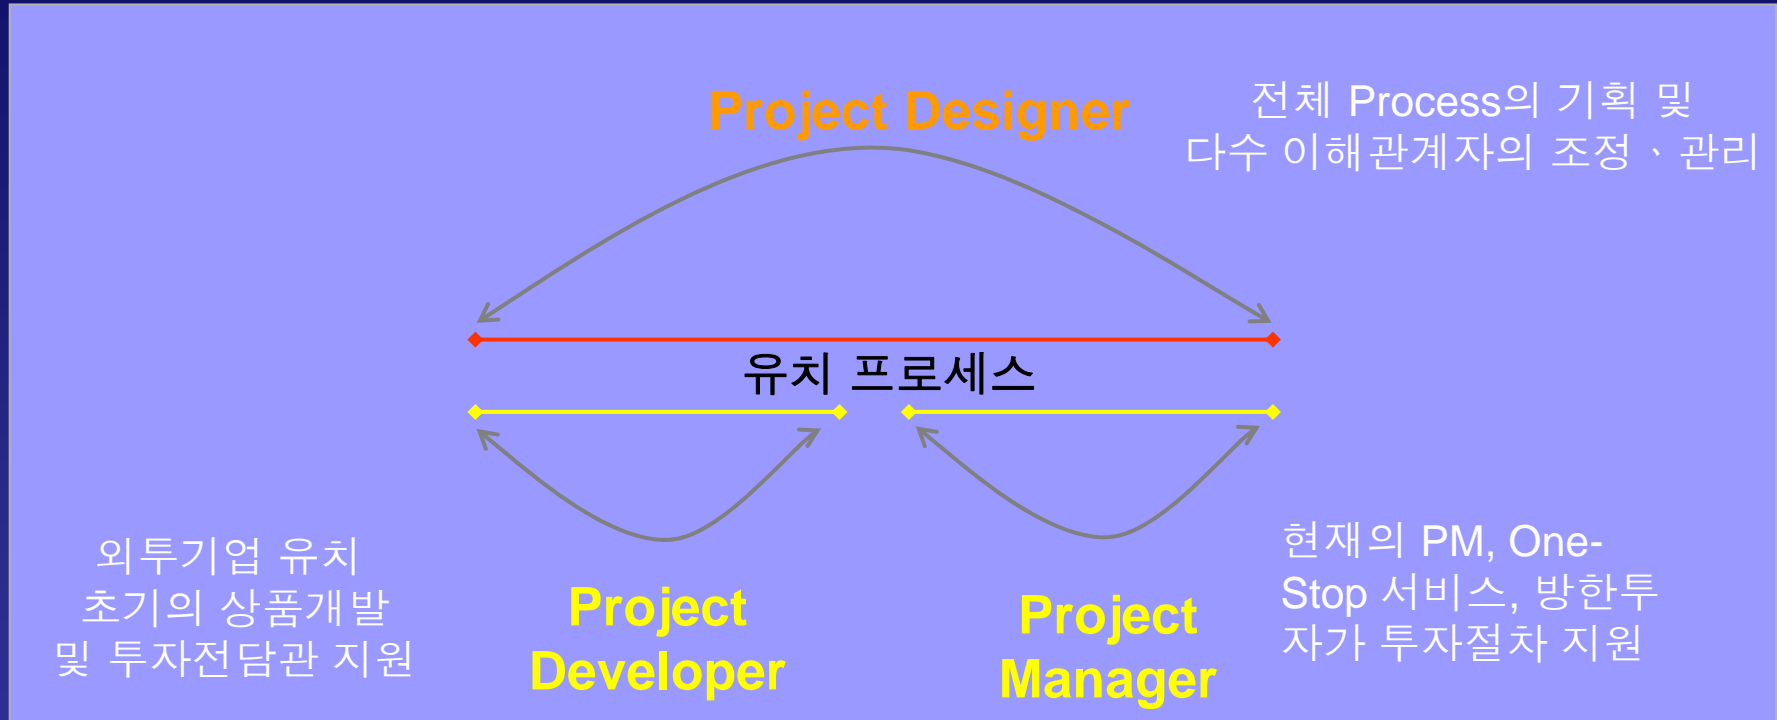 Project Designer
전체 Process의 기획 및
다수 이해관계자의 조정、관리
유치 프로세스
외투기업 유치
초기의 상품개발
및 투자전담관 지원
Project
Developer
Project
Manager
현재의 PM, One-
Stop 서비스, 방한투
자가 투자절차 지원